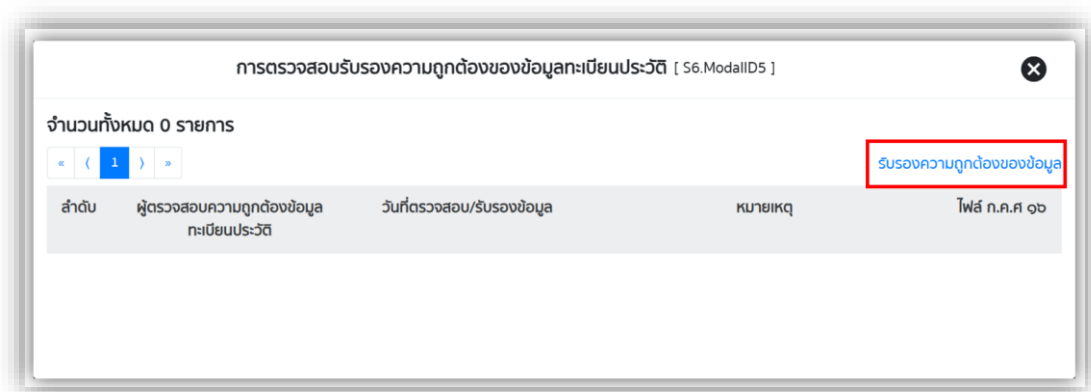 การตรวจสอบรับรองความถูกต้องของข้อมูลทะเบียนประวัติ [ S6.ModalID5 ]
จำนวนทั้งหมด 0 รายการ
« ⟨ 1 ⟩ »
รับรองความถูกต้องของข้อมูล
ลำดับ ผู้ตรวจสอบความถูกต้องข้อมูล วันที่ตรวจสอบ/รับรองข้อมูล หมายเหตุ ไฟล์ ก.ค.ศ ๑๖
ทะเบียนประวัติ